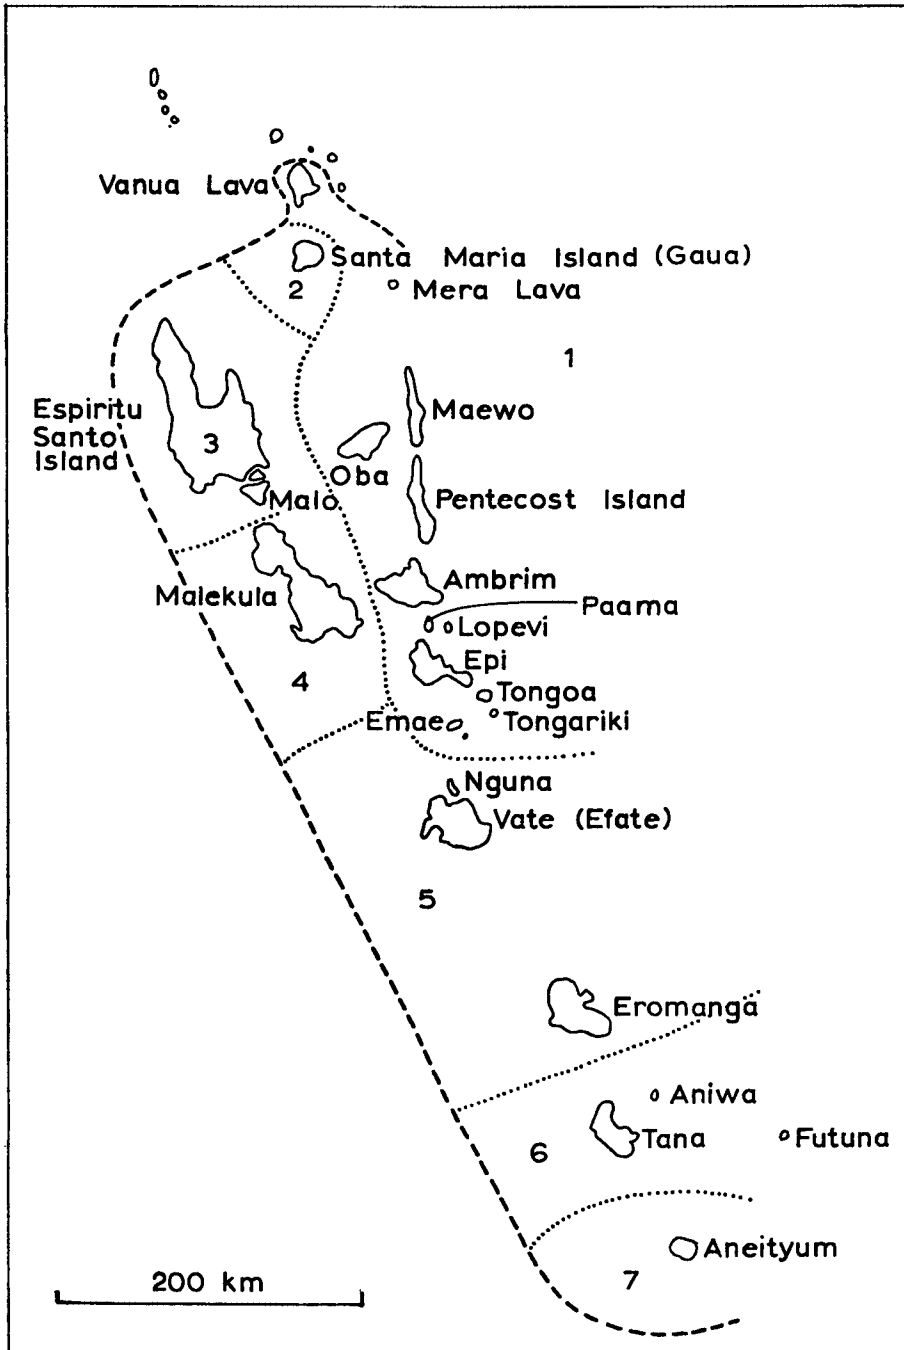 Vanua Lava
Santa Maria Island (Gaua)
2
Mera Lava
1
Espiritu
Santo
Island
3
Maewo
Oba
Malo
Pentecost Island
Ambrim
Malekula
Paama
Lopevi
Epi
4
Tongoa
Emae
Tongariki
Nguna
Vate (Efate)
5
Eromanga
Aniwa
6
Tana
Futuna
Aneityum
7
200 km